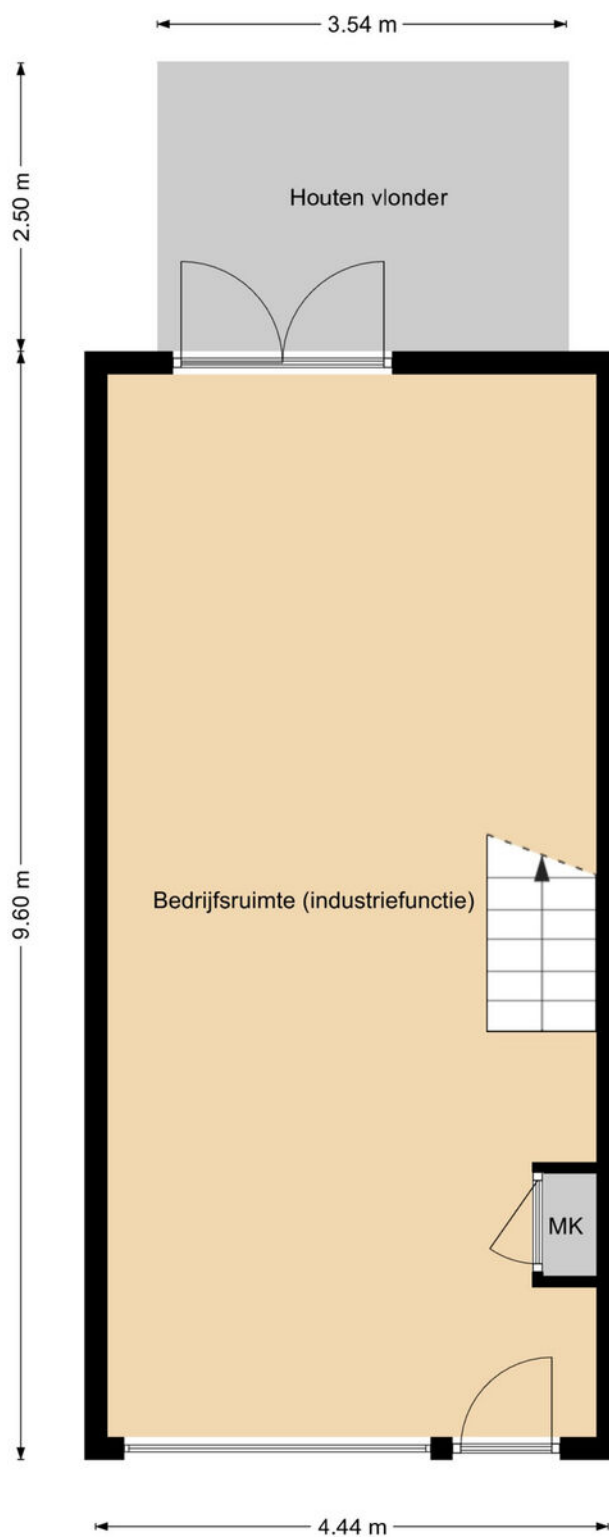 3.54 m
2.50 m
Houten vlonder
9.60 m
Bedrijfsruimte (industriefunctie)
MK
4.44 m